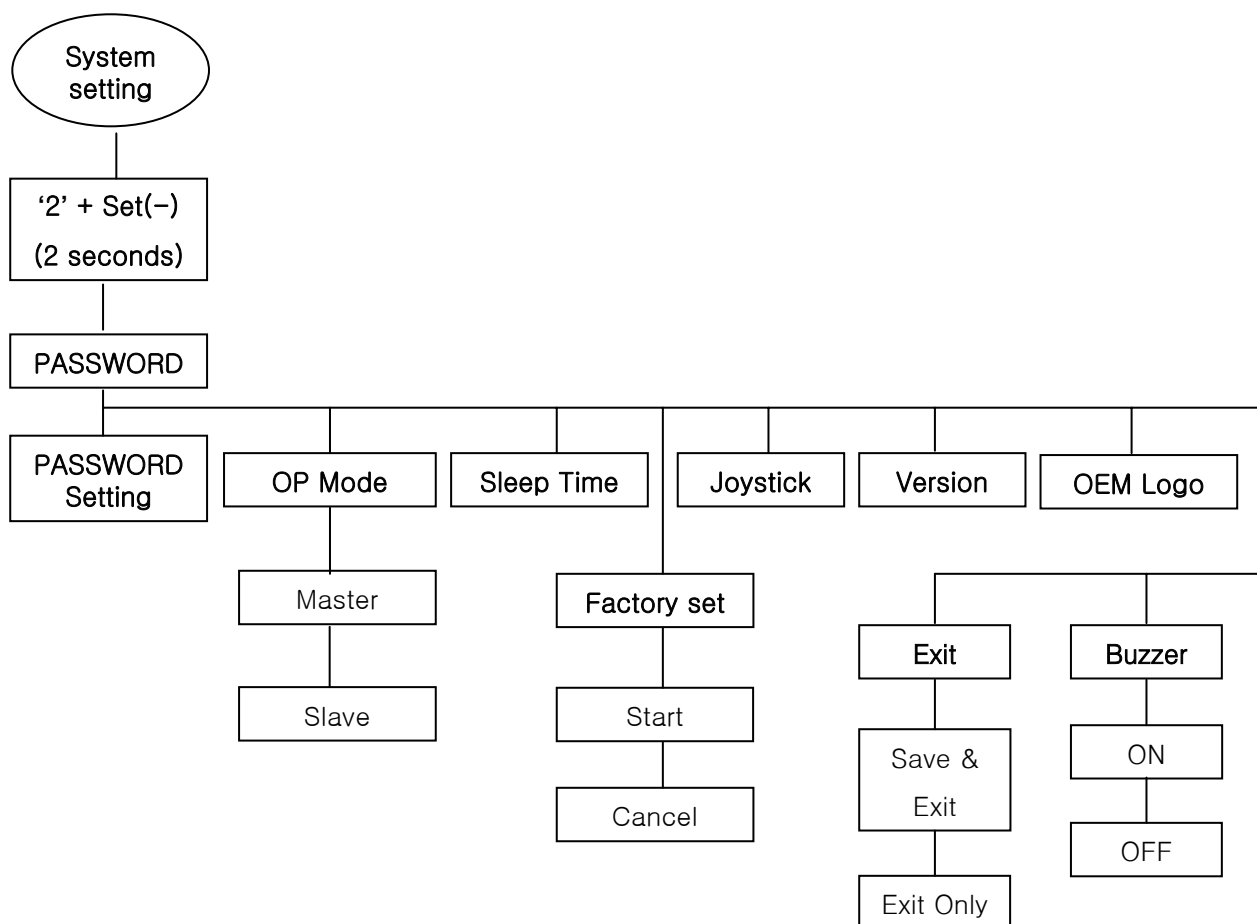 System
setting
‘2’ + Set(-)
(2 seconds)
PASSWORD
PASSWORD
Setting
OP Mode
Sleep Time
Joystick
Version
OEM Logo
Master
Factory set
Exit
Buzzer
Slave
Start
Save &
Exit
ON
Cancel
OFF
Exit Only